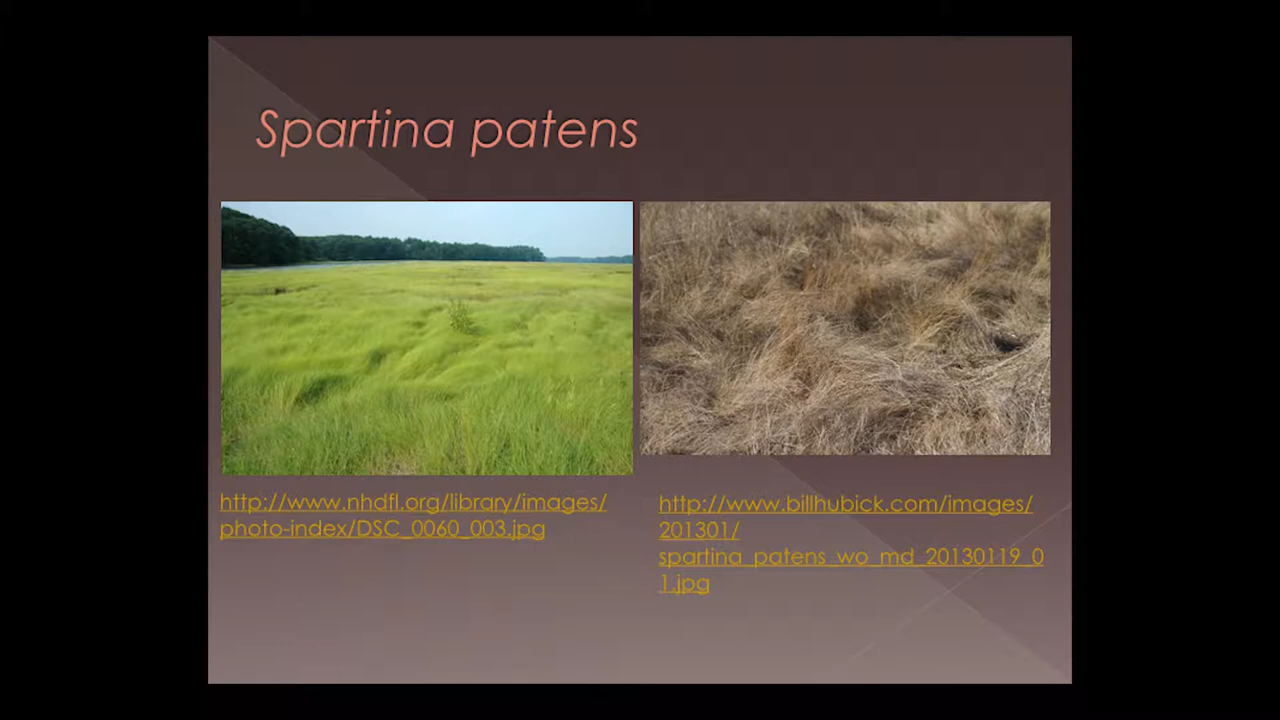 Spartina patens
http://www.nhdfl.org/library/images/
photo-index/DSC_0060_003.jpg
http://www.billhubick.com/images/
201301/
spartina_patens_wo_md_20130119_0
1.jpg